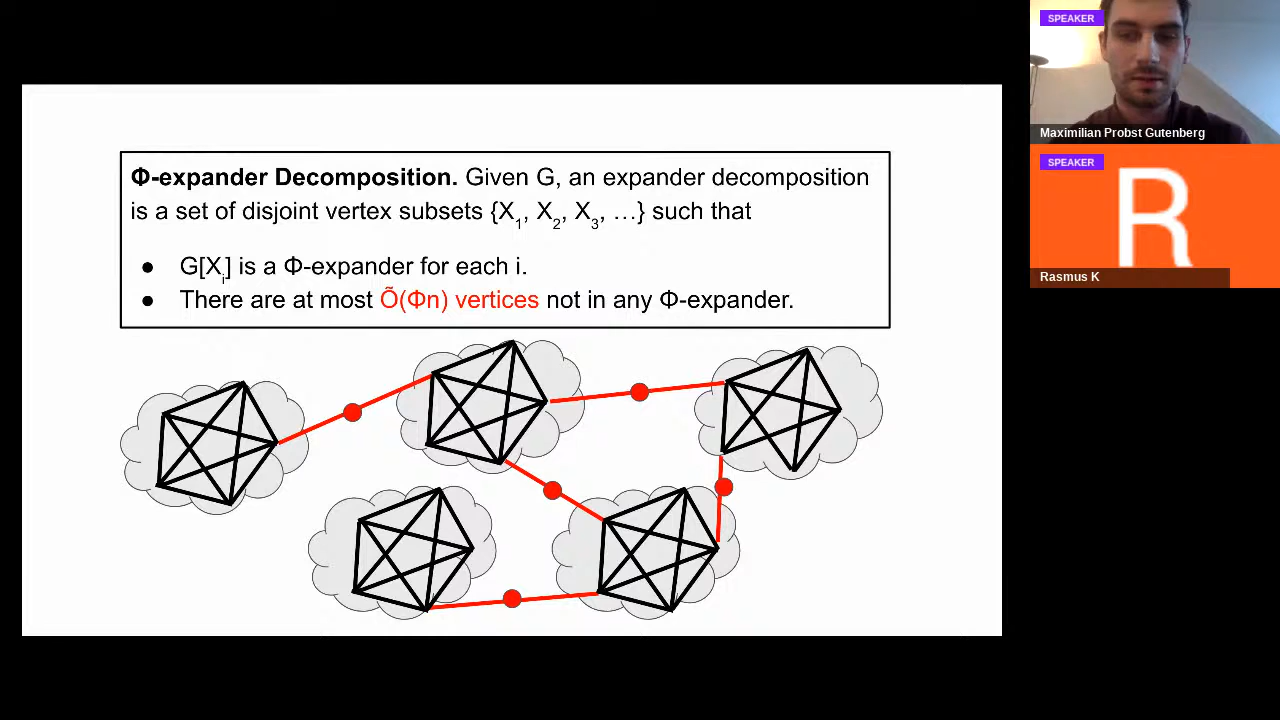 Φ-expander Decomposition. Given G, an expander decomposition
is a set of disjoint vertex subsets {X1, X2, X3, …} such that
● G[Xi] is a Φ-expander for each i.
● There are at most Õ(Φn) vertices not in any Φ-expander.
SPEAKER
Maximilian Probst Gutenberg
SPEAKER
R
Rasmus K